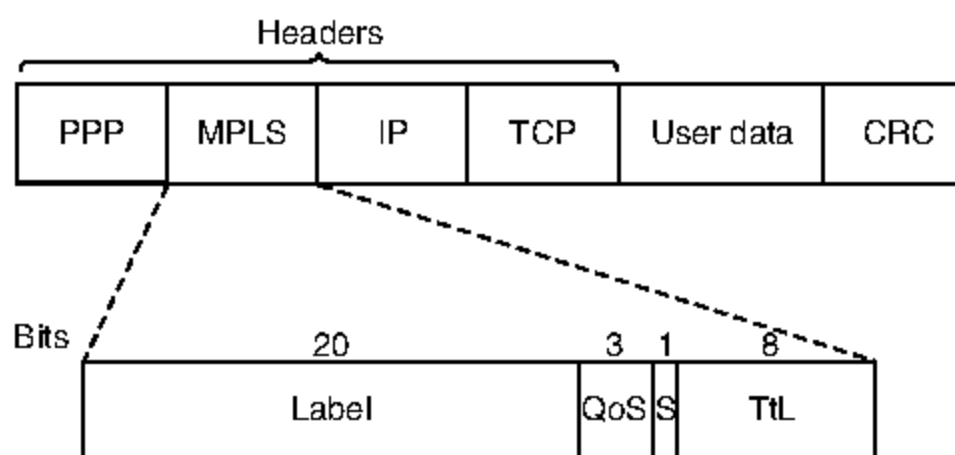 Headers
PPP MPLS IP TCP User data CRC
Bits 20 3 1 8
Label QoS S TtL